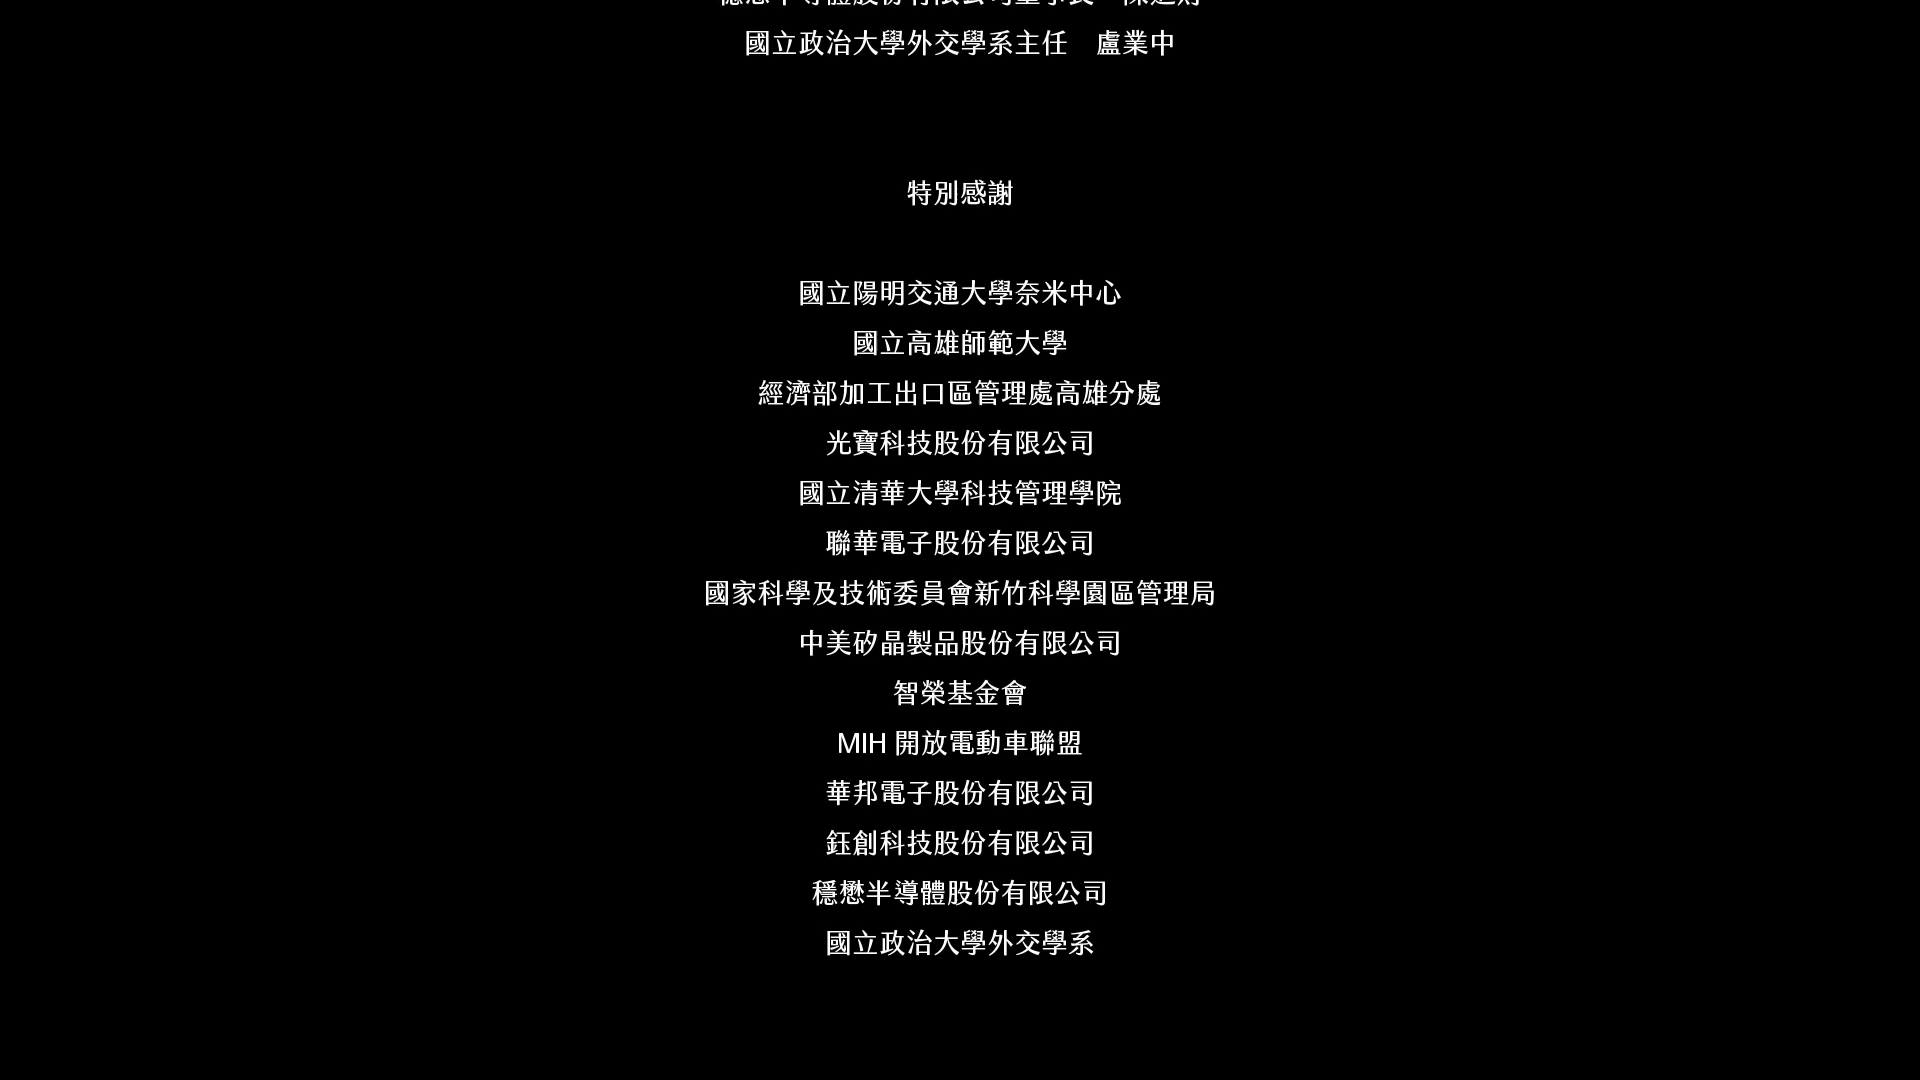 國立政治大學外交學系主任　盧業中
特別感謝
國立陽明交通大學奈米中心
國立高雄師範大學
經濟部加工出口區管理處高雄分處
光寶科技股份有限公司
國立清華大學科技管理學院
聯華電子股份有限公司
國家科學及技術委員會新竹科學園區管理局
中美矽晶製品股份有限公司
智榮基金會
MIH 開放電動車聯盟
華邦電子股份有限公司
鈺創科技股份有限公司
穩懋半導體股份有限公司
國立政治大學外交學系